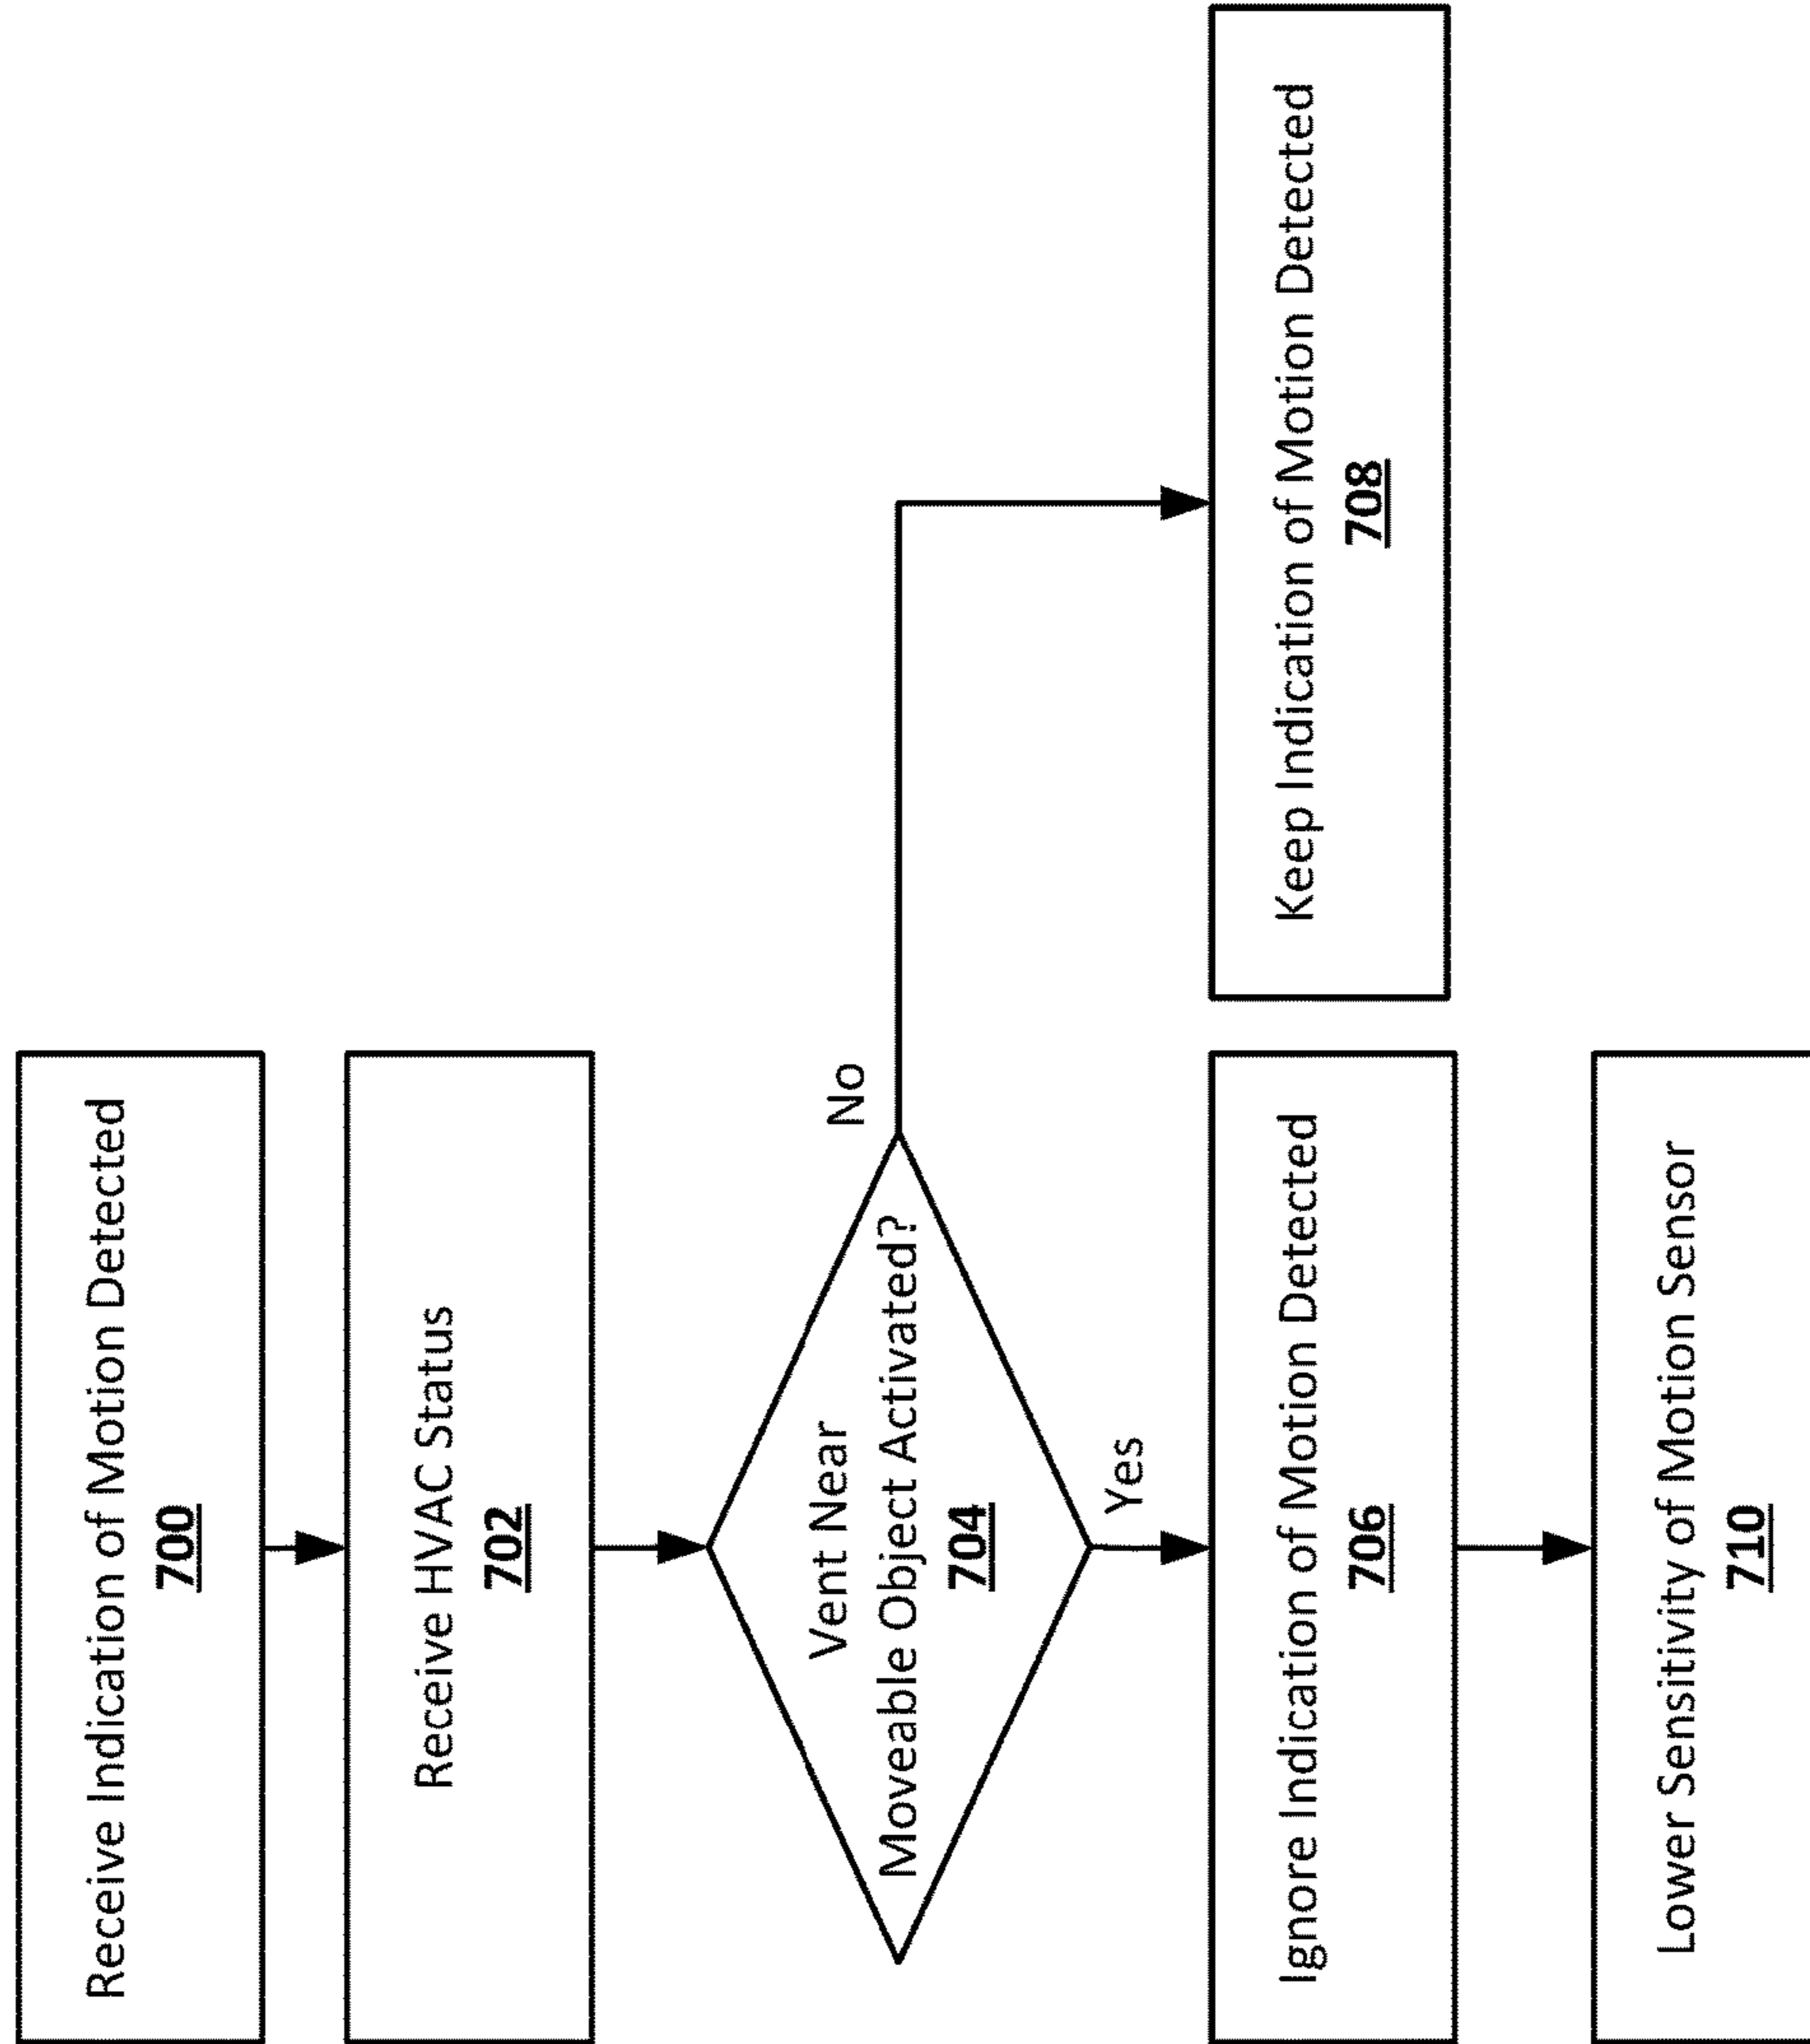 Receive Indication of Motion Detected
700
Receive HVAC Status
702
Vent Near
Moveable Object Activated?
704
No
Yes
Ignore Indication of Motion Detected
706
Keep Indication of Motion Detected
708
Lower Sensitivity of Motion Sensor
710